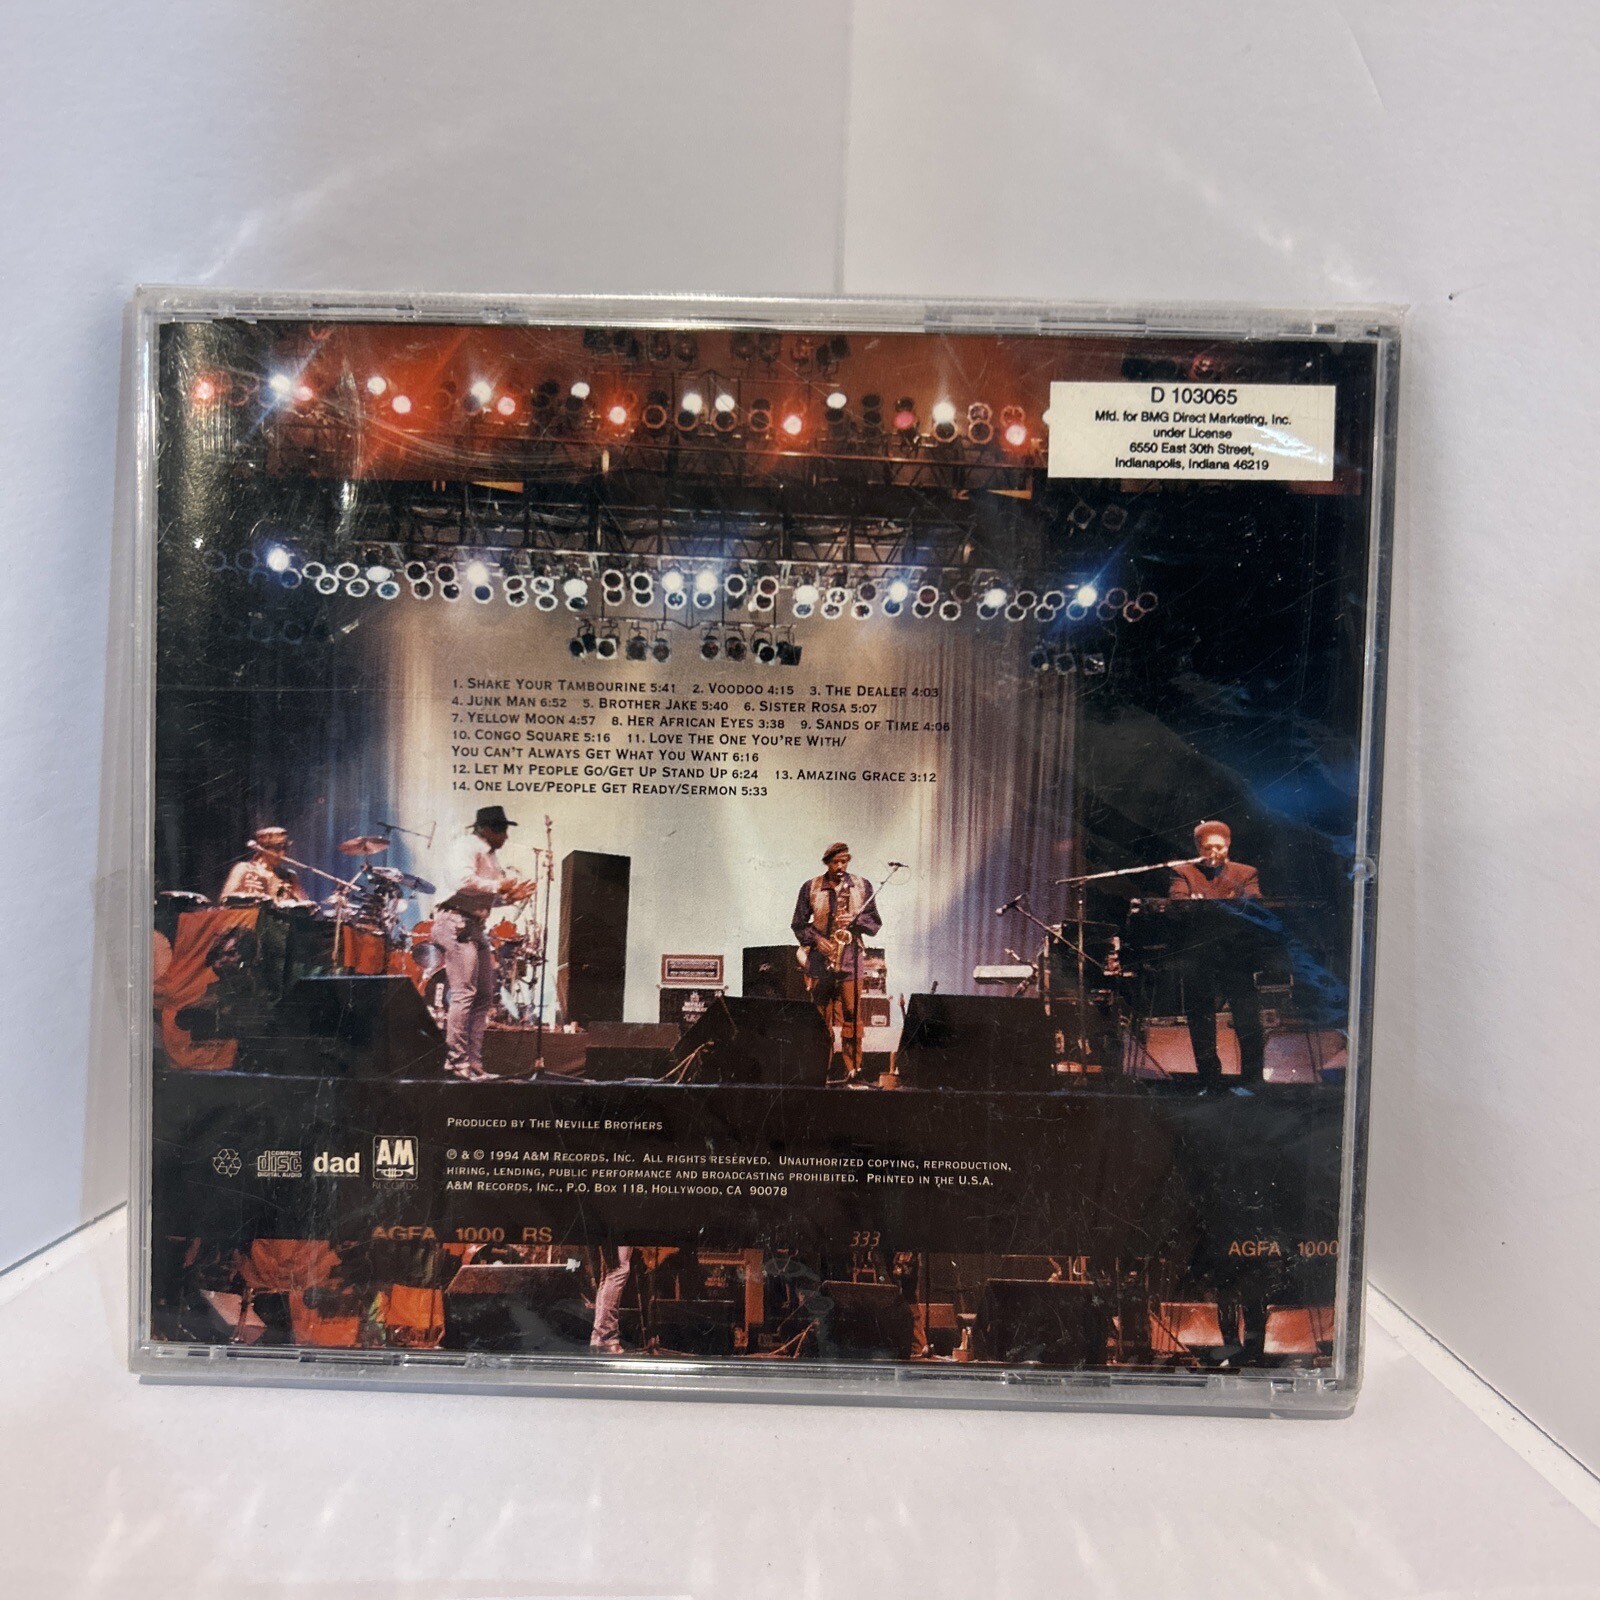 D 103065
Mfd. for BMG Direct Marketing, Inc.
under License
6550 East 30th Street,
Indianapolis, Indiana 46219
1. SHAKE YOUR TAMBOURINE 5:41 2. VOODOO 4:15 3. THE DEALER 4:03
4. JUNK MAN 6:52 5. BROTHER JAKE 5:40 6. SISTER ROSA 5:07
7. YELLOW MOON 4:57 8. HER AFRICAN EYES 3:38 9. SANDS OF TIME 4:06
10. CONGO SQUARE 5:16 11. LOVE THE ONE YOU'RE WITH/
YOU CAN'T ALWAYS GET WHAT YOU WANT 6:16
12. LET MY PEOPLE GO/GET UP STAND UP 6:24 13. AMAZING GRACE 3:12
14. ONE LOVE/PEOPLE GET READY/SERMON 5:33
PRODUCED BY THE NEVILLE BROTHERS
℗ & © 1994 A&M RECORDS, INC. ALL RIGHTS RESERVED. UNAUTHORIZED COPYING, REPRODUCTION,
HIRING, LENDING, PUBLIC PERFORMANCE AND BROADCASTING PROHIBITED. PRINTED IN THE U.S.A.
A&M RECORDS, INC., P.O. BOX 118, HOLLYWOOD, CA 90078
COMPACT
disc
DIGITAL AUDIO
dad
AM
RECORDS
AGFA 1000 RS 333 AGFA 1000